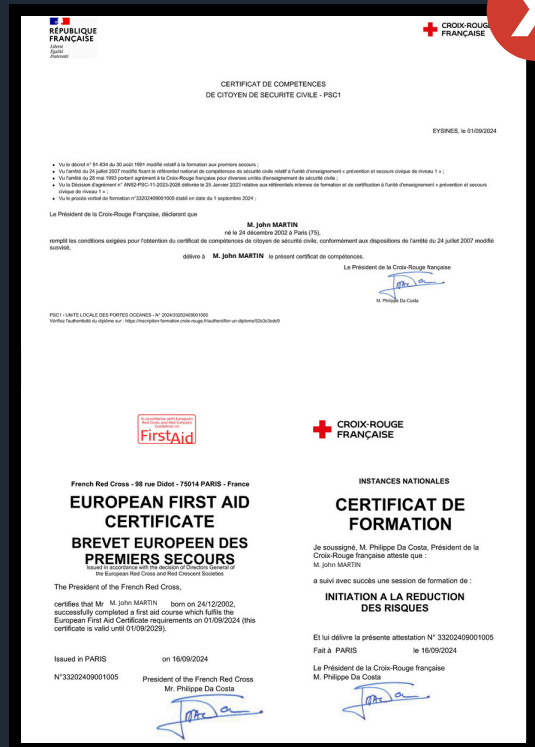 RÉPUBLIQUE
FRANÇAISE
Liberté
Égalité
Fraternité
CROIX-ROUGE
FRANÇAISE
CERTIFICAT DE COMPETENCES
DE CITOYEN DE SECURITE CIVILE - PSC1
EYSINES, le 01/09/2024
• Vu le décret n° 91-834 du 30 août 1991 modifié relatif à la formation aux premiers secours ;
• Vu l'arrêté du 24 juillet 2007 modifié fixant le référentiel national de compétences de sécurité civile relatif à l'unité d'enseignement « prévention et secours civique de niveau 1 » ;
• Vu l'arrêté du 28 mai 1993 portant agrément à la Croix-Rouge française pour diverses unités d'enseignement de sécurité civile ;
• Vu la Décision d'agrément n° délivrée le 25 Janvier 2023 relative aux référentiels internes de formation et de certification à l'unité d'enseignement « prévention et secours
civique de niveau 1 » ;
• Vu le procès verbal de formation n°33202409001005 établi en date du 1 septembre 2024 ;
Le Président de la Croix-Rouge Française, déclarant que
M. John MARTIN
né le 24 décembre 2002 à Paris (75),
remplit les conditions exigées pour l'obtention du certificat de compétences de citoyen de sécurité civile, conformément aux dispositions de l'arrêté du 24 juillet 2007 modifié
susvisé,
délivre à M. John MARTIN le présent certificat de compétences.
Le Président de la Croix-Rouge française
M. Philippe Da Costa
PSC1 - UNITE LOCALE DES PORTES OCEANES - N° 2024/33202409001005
Vérifiez l'authenticité du diplôme sur :
In accordance with European
Red Cross and Red Crescent
Guidelines on
FirstAid
CROIX-ROUGE
FRANÇAISE
French Red Cross - 98 rue Didot - 75014 PARIS - France
EUROPEAN FIRST AID
CERTIFICATE
BREVET EUROPEEN DES
PREMIERS SECOURS
Issued in accordance with the decision of Directors General of
the European Red Cross and Red Crescent Societies
The President of the French Red Cross,
certifies that Mr M. John MARTIN born on 24/12/2002,
successfully completed a first aid course which fulfils the
European First Aid Certificate requirements on 01/09/2024 (this
certificate is valid until 01/09/2029).
Issued in PARIS on 16/09/2024
N°33202409001005
President of the French Red Cross
Mr. Philippe Da Costa
INSTANCES NATIONALES
CERTIFICAT DE
FORMATION
Je soussigné, M. Philippe Da Costa, Président de la
Croix-Rouge française atteste que :
M. John MARTIN
a suivi avec succès une session de formation de :
INITIATION A LA REDUCTION
DES RISQUES
Et lui délivre la présente attestation N° 33202409001005
Fait à PARIS le 16/09/2024
Le Président de la Croix-Rouge française
M. Philippe Da Costa